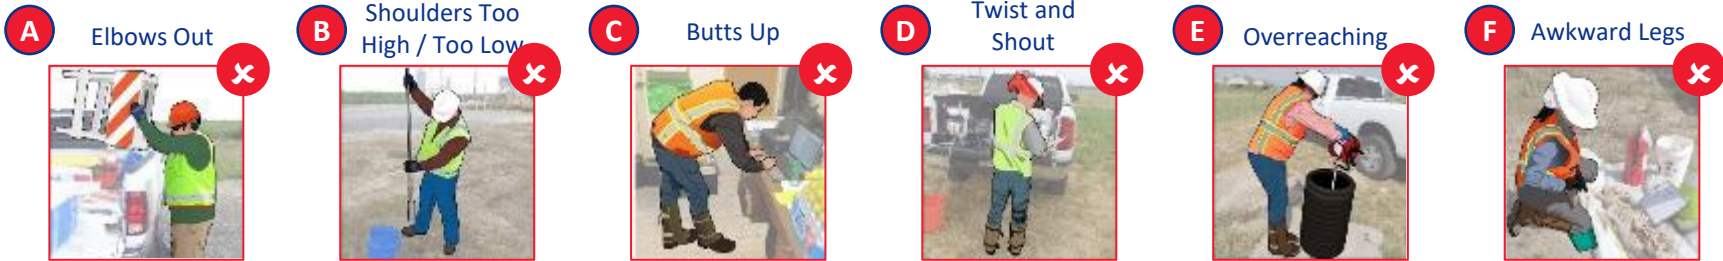 A
Elbows Out
B
Shoulders Too
High / Too Low
C
Butts Up
D
Twist and
Shout
E
Overreaching
F
Awkward Legs